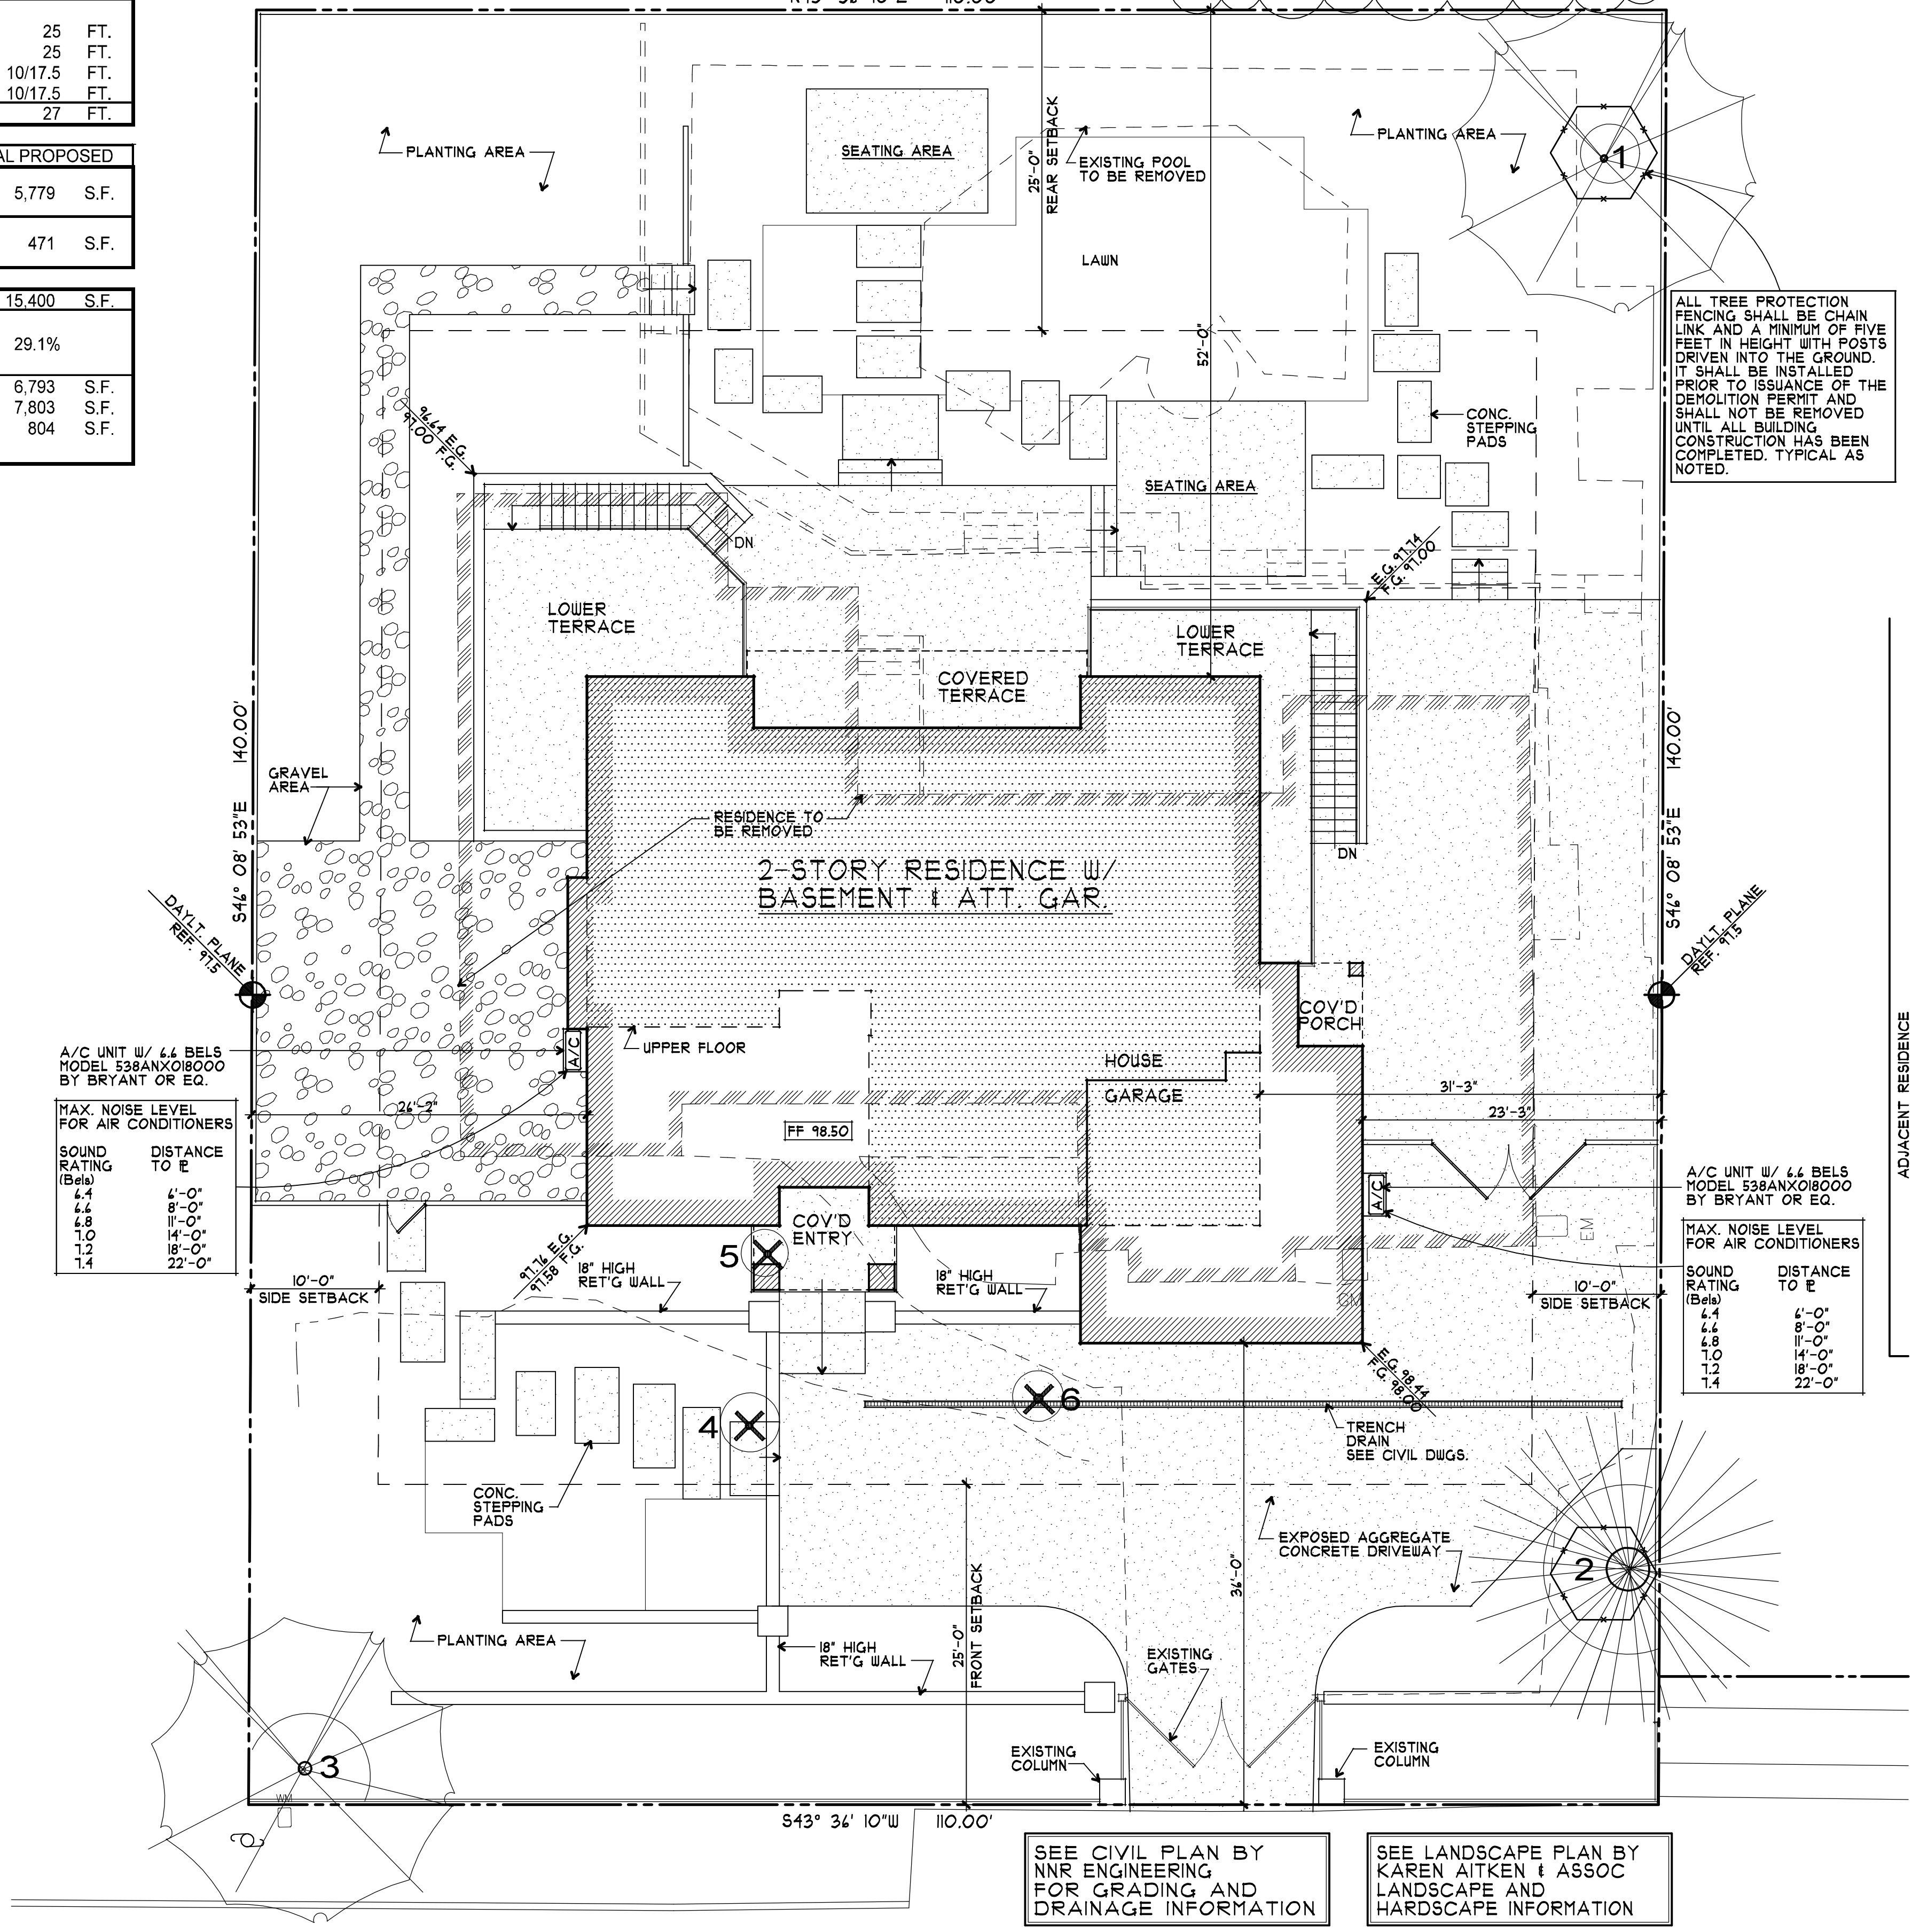 25 FT.
25 FT.
10/17.5 FT.
10/17.5 FT.
27 FT.
PROPOSED
5,779 S.F.
471 S.F.
15,400 S.F.
29.1%
6,793 S.F.
7,803 S.F.
804 S.F.
PLANTING AREA
SEATING AREA
25'-0"
REAR SETBACK
EXISTING POOL
TO BE REMOVED
PLANTING AREA
1
LAWN
52'-0"
ALL TREE PROTECTION
FENCING SHALL BE CHAIN
LINK AND A MINIMUM OF FIVE
FEET IN HEIGHT WITH POSTS
DRIVEN INTO THE GROUND.
IT SHALL BE INSTALLED
PRIOR TO ISSUANCE OF THE
DEMOLITION PERMIT AND
SHALL NOT BE REMOVED
UNTIL ALL BUILDING
CONSTRUCTION HAS BEEN
COMPLETED. TYPICAL AS
NOTED.
96.64 E.G.
97.00 F.G.
CONC.
STEPPING
PADS
SEATING AREA
DN
E.G. 97.74
F.G. 97.00
LOWER
TERRACE
LOWER
TERRACE
COVERED
TERRACE
S46° 08' 53"E 140.00'
S46° 08' 53"E 140.00'
GRAVEL
AREA
RESIDENCE TO
BE REMOVED
DN
2-STORY RESIDENCE W/
BASEMENT & ATT. GAR.
DAYLT. PLANE
REF. 97.5
DAYLT. PLANE
REF. 97.5
COV'D
PORCH
ADJACENT RESIDENCE
A/C UNIT W/ 6.6 BELS
MODEL 538ANX018000
BY BRYANT OR EQ.
A/C
UPPER FLOOR
HOUSE
GARAGE
31'-3"
26'-2"
23'-3"
FF 98.50
MAX. NOISE LEVEL
FOR AIR CONDITIONERS
SOUND DISTANCE
RATING TO PL
(Bels)
6.4 6'-0"
6.6 8'-0"
6.8 11'-0"
7.0 14'-0"
7.2 18'-0"
7.4 22'-0"
A/C
A/C UNIT W/ 6.6 BELS
MODEL 538ANX018000
BY BRYANT OR EQ.
MAX. NOISE LEVEL
FOR AIR CONDITIONERS
SOUND DISTANCE
RATING TO PL
(Bels)
6.4 6'-0"
6.6 8'-0"
6.8 11'-0"
7.0 14'-0"
7.2 18'-0"
7.4 22'-0"
COV'D
ENTRY
5
EM
GM
97.76 E.G.
97.58 F.G.
18" HIGH
RET'G WALL
18" HIGH
RET'G WALL
10'-0"
SIDE SETBACK
10'-0"
SIDE SETBACK
E.G. 98.44
F.G. 98.00
4
6
TRENCH
DRAIN
SEE CIVIL DWGS.
CONC.
STEPPING
PADS
EXPOSED AGGREGATE
CONCRETE DRIVEWAY
2
25'-0"
FRONT SETBACK
36'-0"
PLANTING AREA
18" HIGH
RET'G WALL
EXISTING
GATES
EXISTING
COLUMN
EXISTING
COLUMN
3
WM
S43° 36' 10"W 110.00'
SEE CIVIL PLAN BY
NNR ENGINEERING
FOR GRADING AND
DRAINAGE INFORMATION
SEE LANDSCAPE PLAN BY
KAREN AITKEN & ASSOC
LANDSCAPE AND
HARDSCAPE INFORMATION